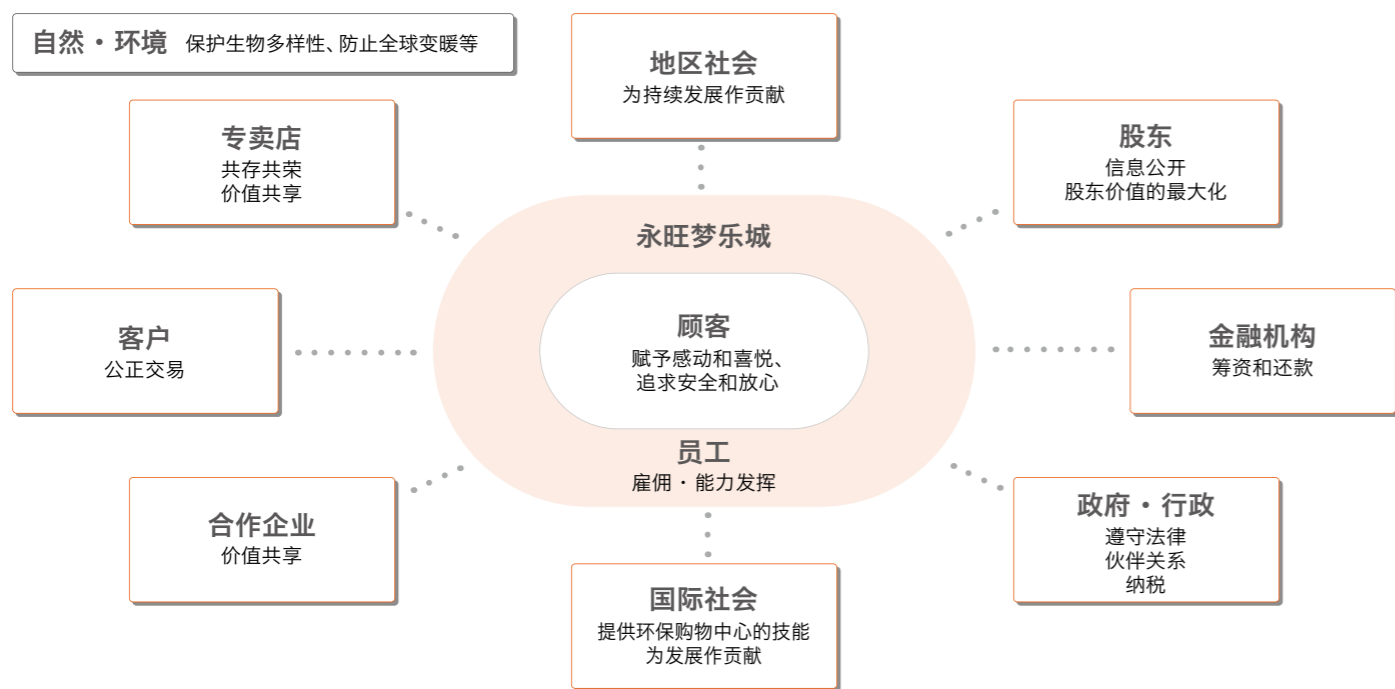 自然・环境 保护生物多样性、防止全球变暖等
地区社会
为持续发展作贡献
专卖店
共存共荣
价值共享
股东
信息公开
股东价值的最大化
永旺梦乐城
顾客
赋予感动和喜悦、
追求安全和放心
员工
雇佣・能力发挥
客户
公正交易
金融机构
筹资和还款
合作企业
价值共享
政府・行政
遵守法律
伙伴关系
纳税
国际社会
提供环保购物中心的技能
为发展作贡献